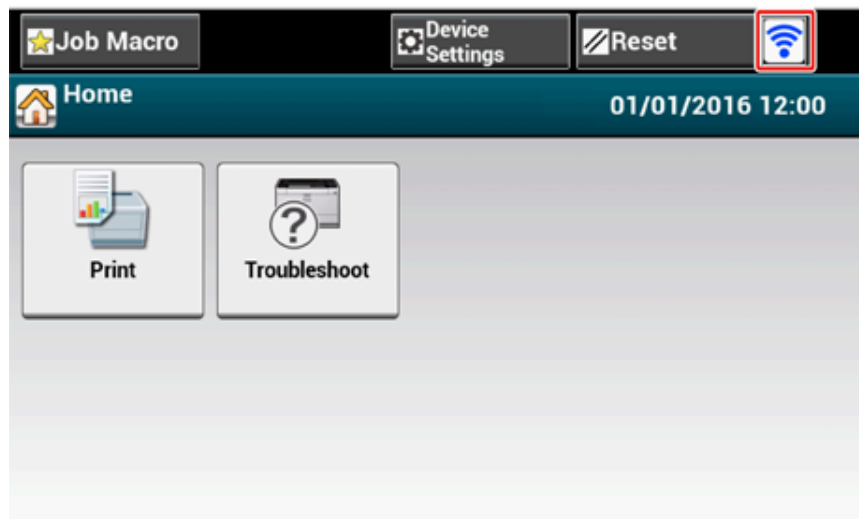 Job Macro
Device
Settings
Reset
Home
01/01/2016 12:00
Print
Troubleshoot